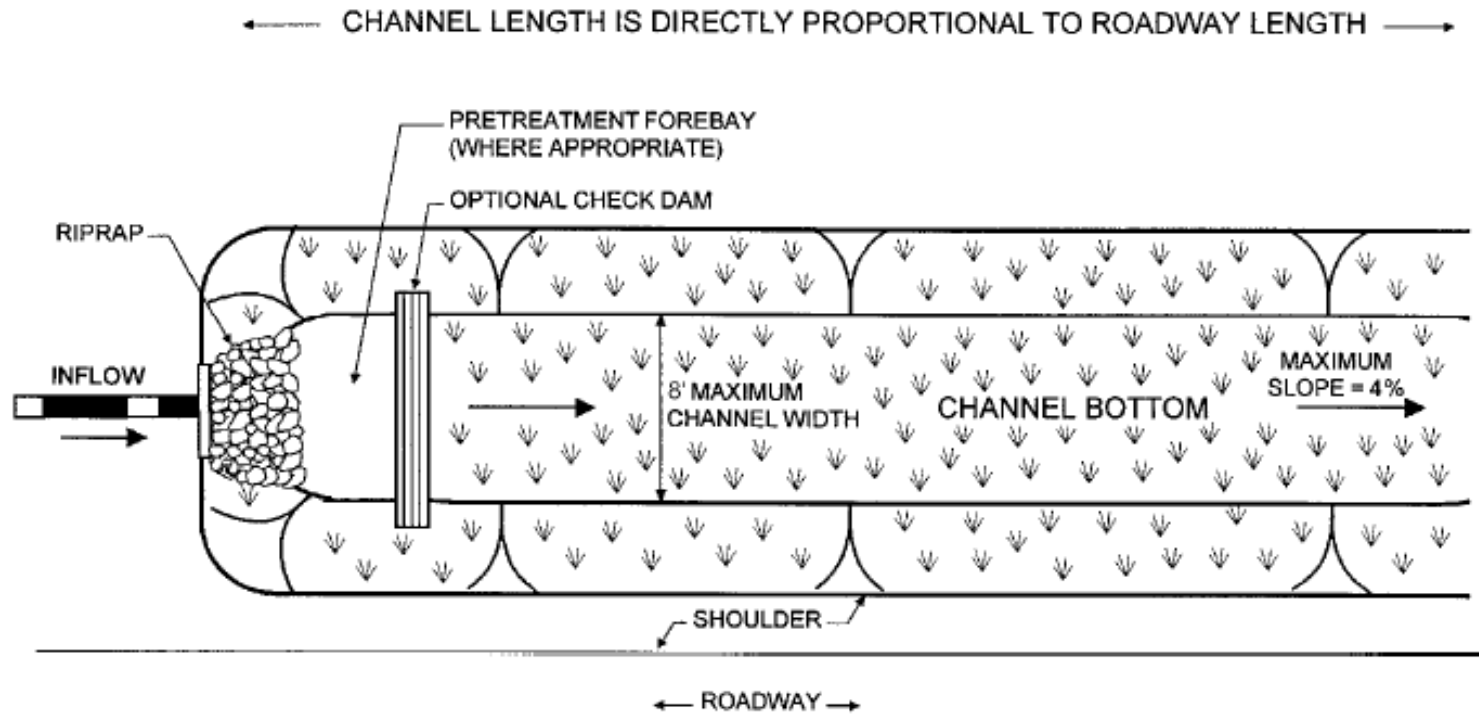 CHANNEL LENGTH IS DIRECTLY PROPORTIONAL TO ROADWAY LENGTH
PRETREATMENT FOREBAY
(WHERE APPROPRIATE)
OPTIONAL CHECK DAM
RIPRAP
INFLOW
8' MAXIMUM
CHANNEL WIDTH
CHANNEL BOTTOM
MAXIMUM
SLOPE = 4%
SHOULDER
ROADWAY